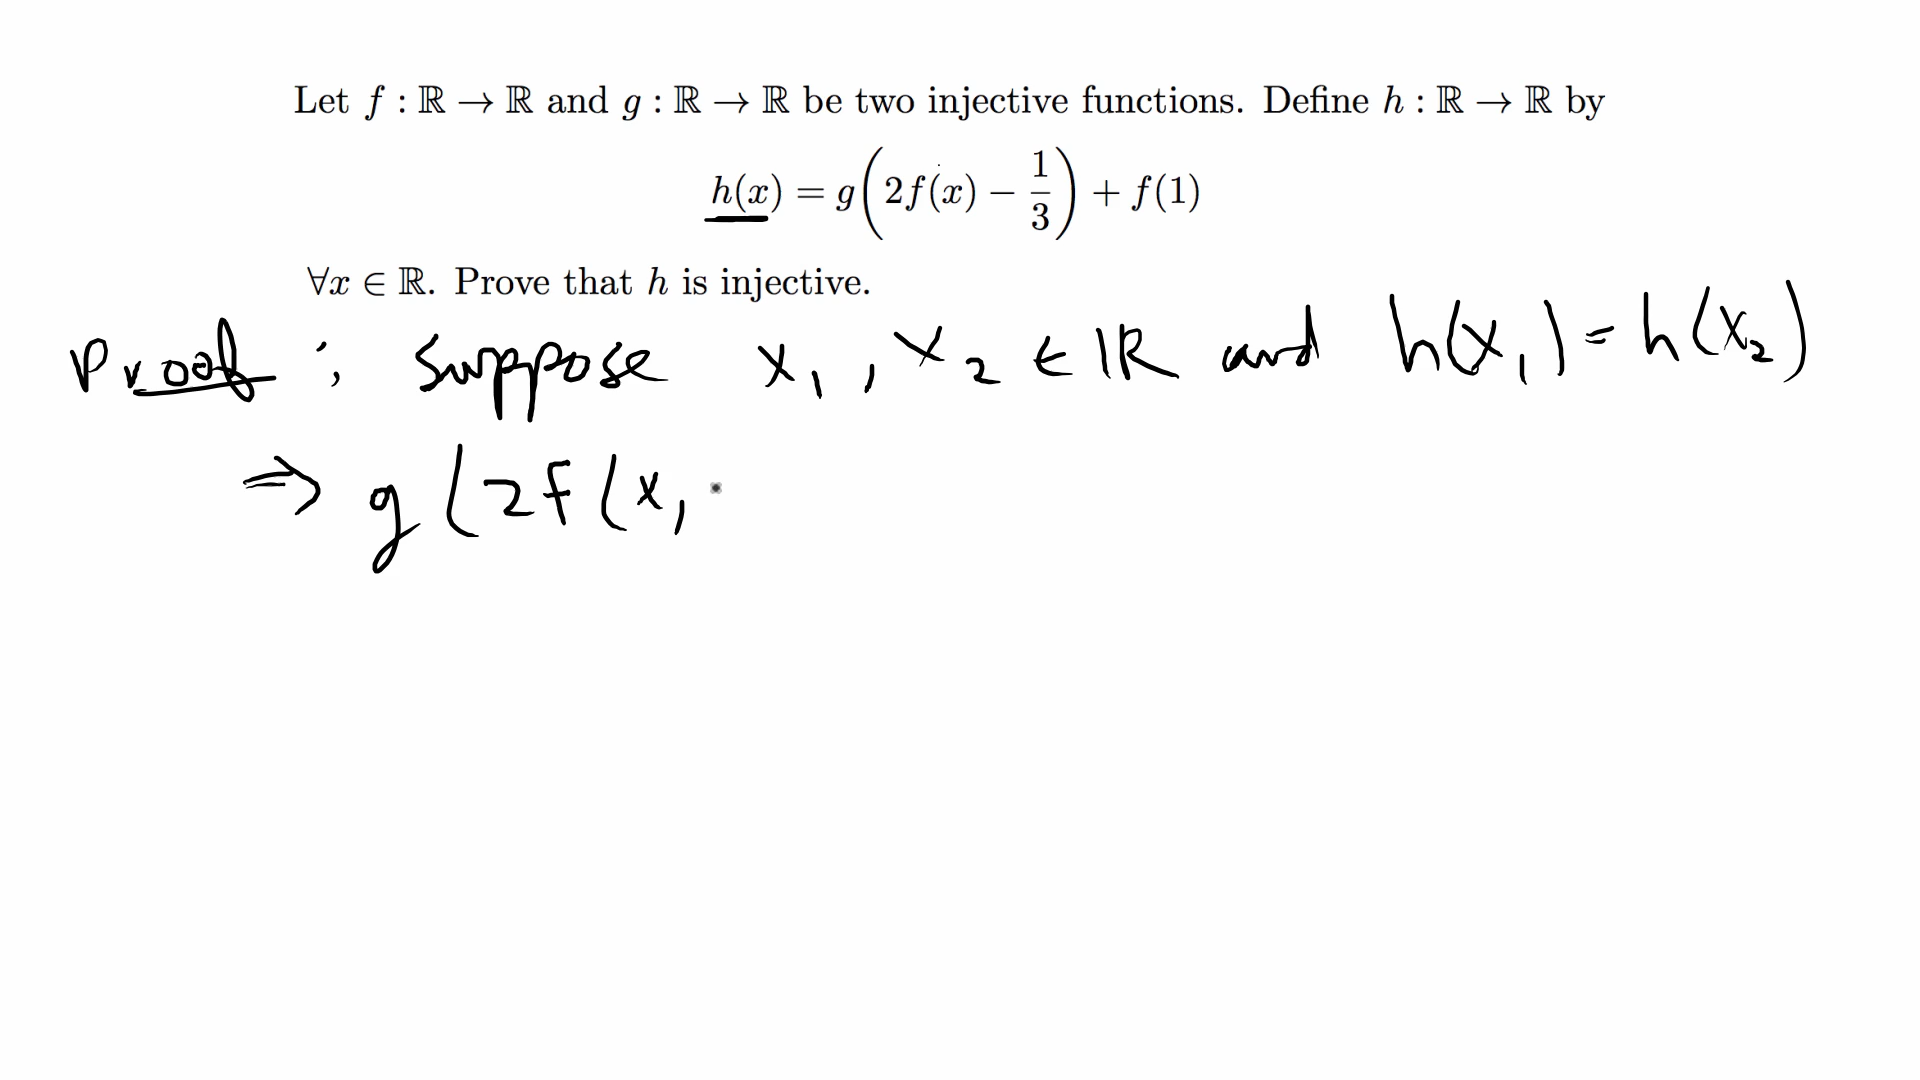 Let f : ℝ → ℝ and g : ℝ → ℝ be two injective functions. Define h : ℝ → ℝ by
h(x) = g(2f(x) − 1/3) + f(1)
∀x ∈ ℝ. Prove that h is injective.
Proof : Suppose x₁, x₂ ∈ ℝ and h(x₁) = h(x₂)
⇒ g(2f(x₁